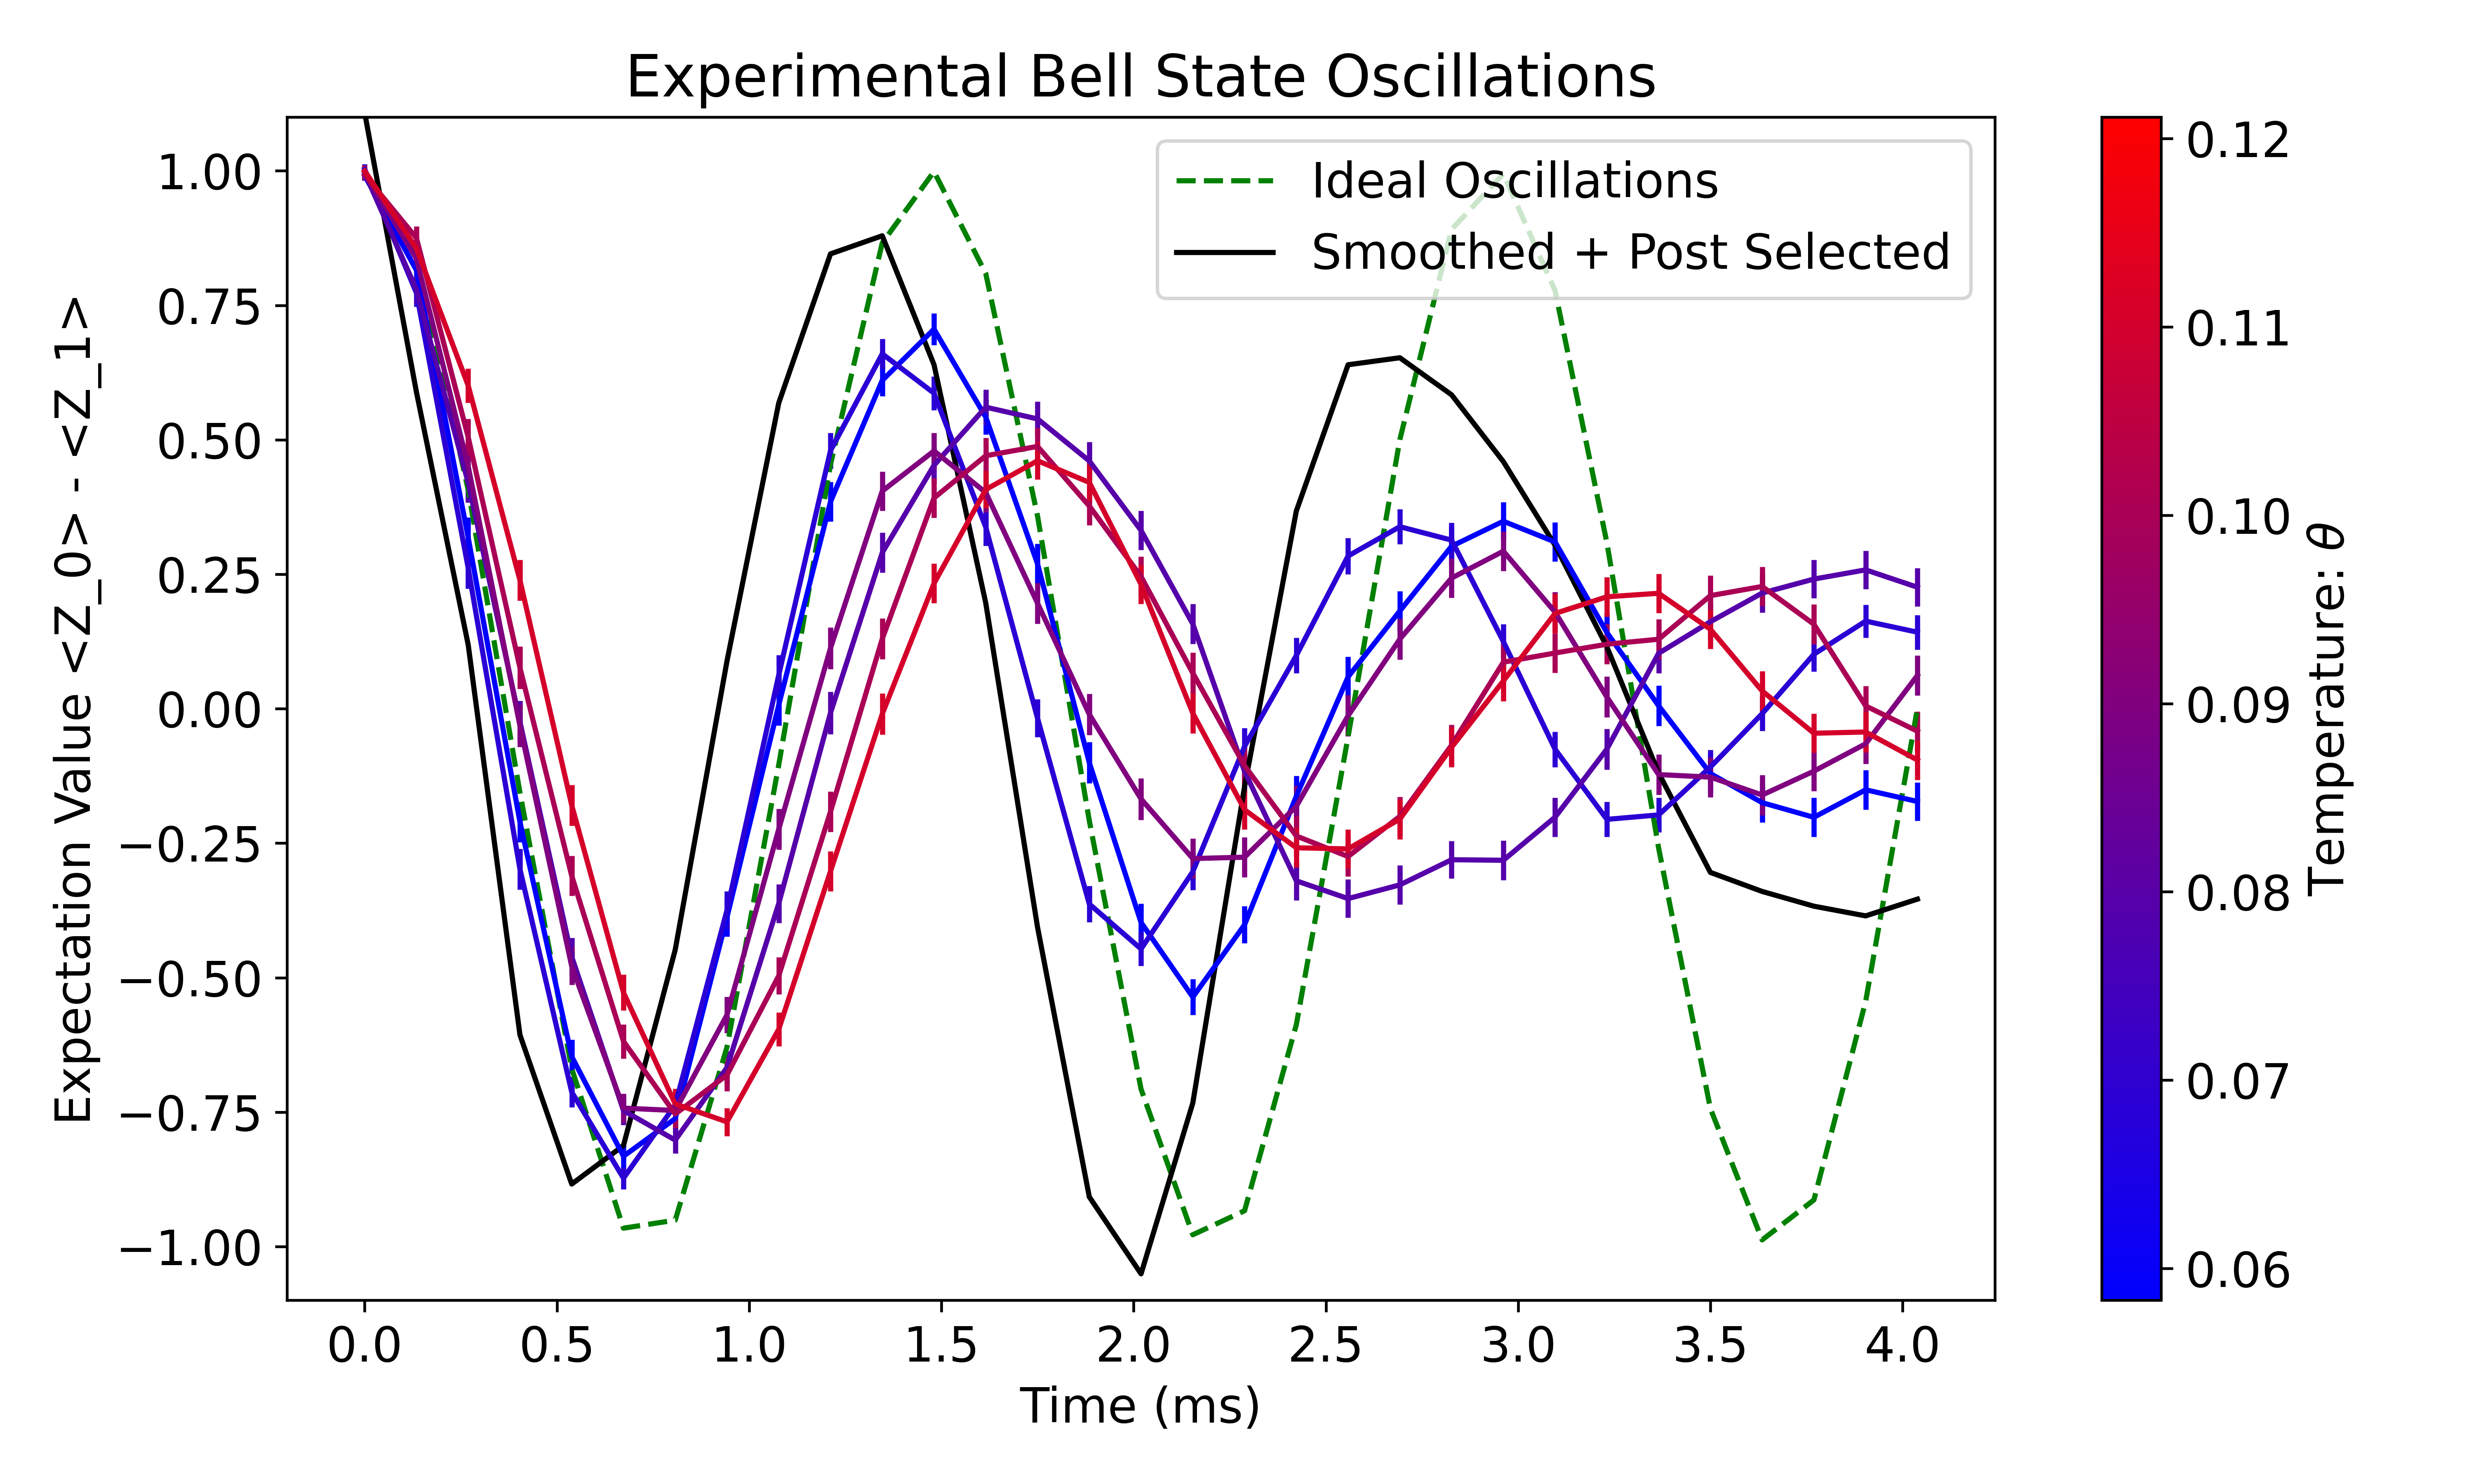 Experimental Bell State Oscillations
Ideal Oscillations
Smoothed + Post Selected
Expectation Value <Z_0> - <Z_1>
1.00
0.75
0.50
0.25
0.00
−0.25
−0.50
−0.75
−1.00
0.0 0.5 1.0 1.5 2.0 2.5 3.0 3.5 4.0
Time (ms)
0.12
0.11
0.10
0.09
0.08
0.07
0.06
Temperature: θ